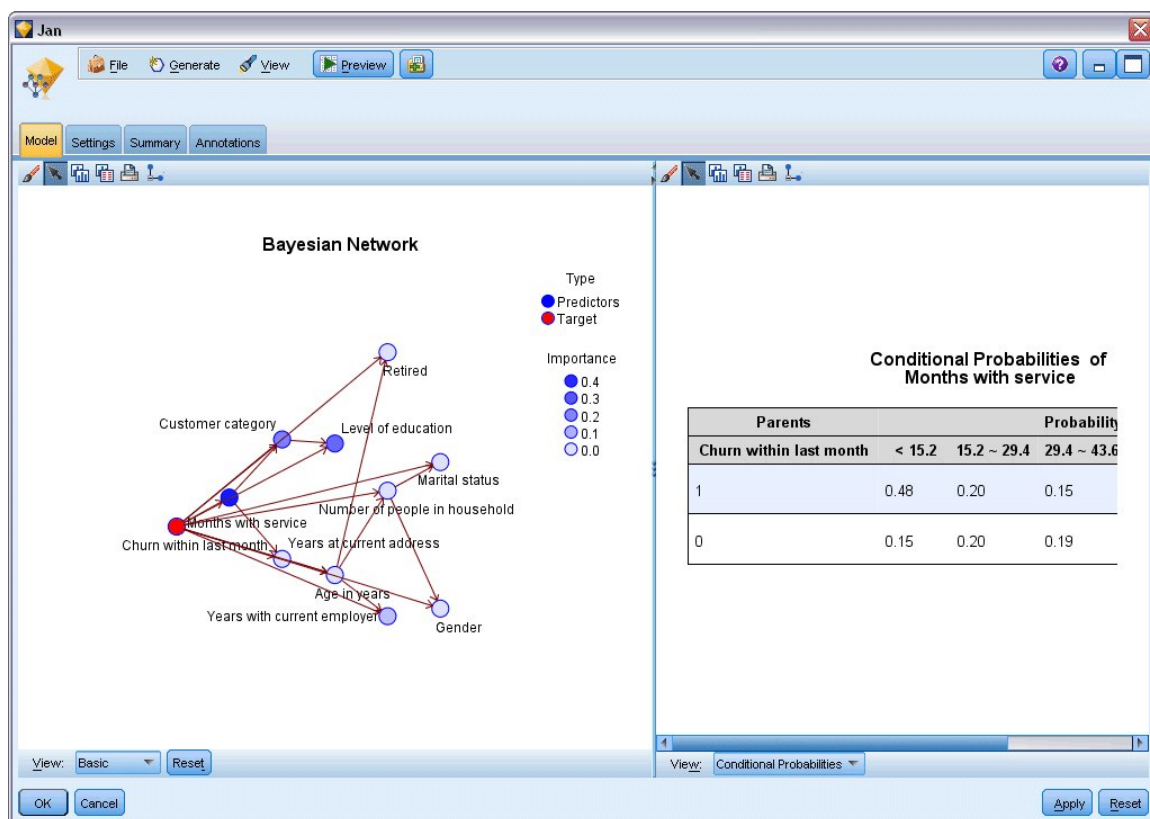 Jan
File Generate View Preview
Model Settings Summary Annotations
Bayesian Network
Type
Predictors
Target
Importance
0.4
0.3
0.2
0.1
0.0
Retired
Customer category
Level of education
Marital status
Number of people in household
Months with service
Churn within last month
Years at current address
Age in years
Years with current employer
Gender
View: Basic Reset
Conditional Probabilities of
Months with service
Parents Probability
Churn within last month < 15.2 15.2 ~ 29.4 29.4 ~ 43.6
1 0.48 0.20 0.15
0 0.15 0.20 0.19
View: Conditional Probabilities
OK Cancel Apply Reset